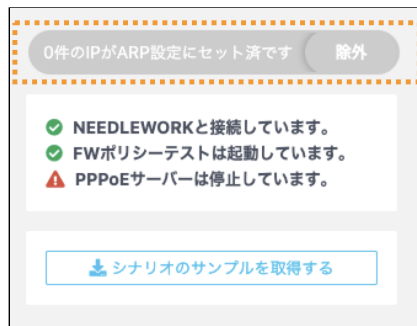 0件のIPがARP設定にセット済です 除外
NEEDLEWORKと接続しています。
FWポリシーテストは起動しています。
PPPoEサーバーは停止しています。
シナリオのサンプルを取得する